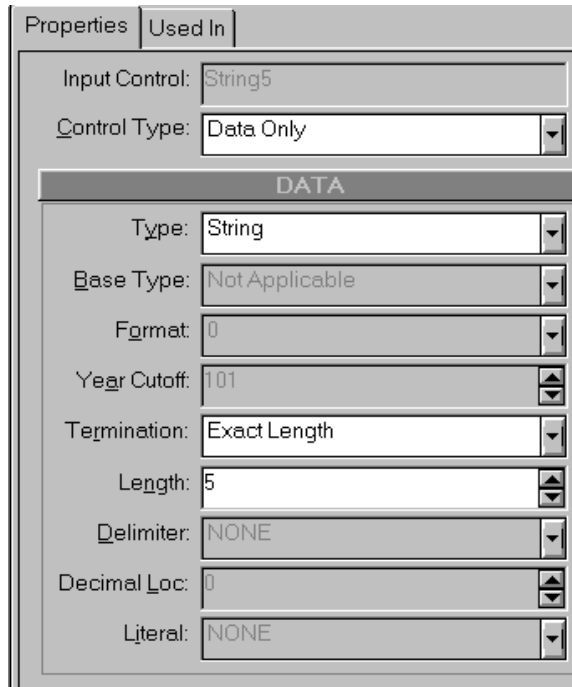 Properties Used In
Input Control: String5
Control Type: Data Only
DATA
Type: String
Base Type: Not Applicable
Format: 0
Year Cutoff: 101
Termination: Exact Length
Length: 5
Delimiter: NONE
Decimal Loc: 0
Literal: NONE